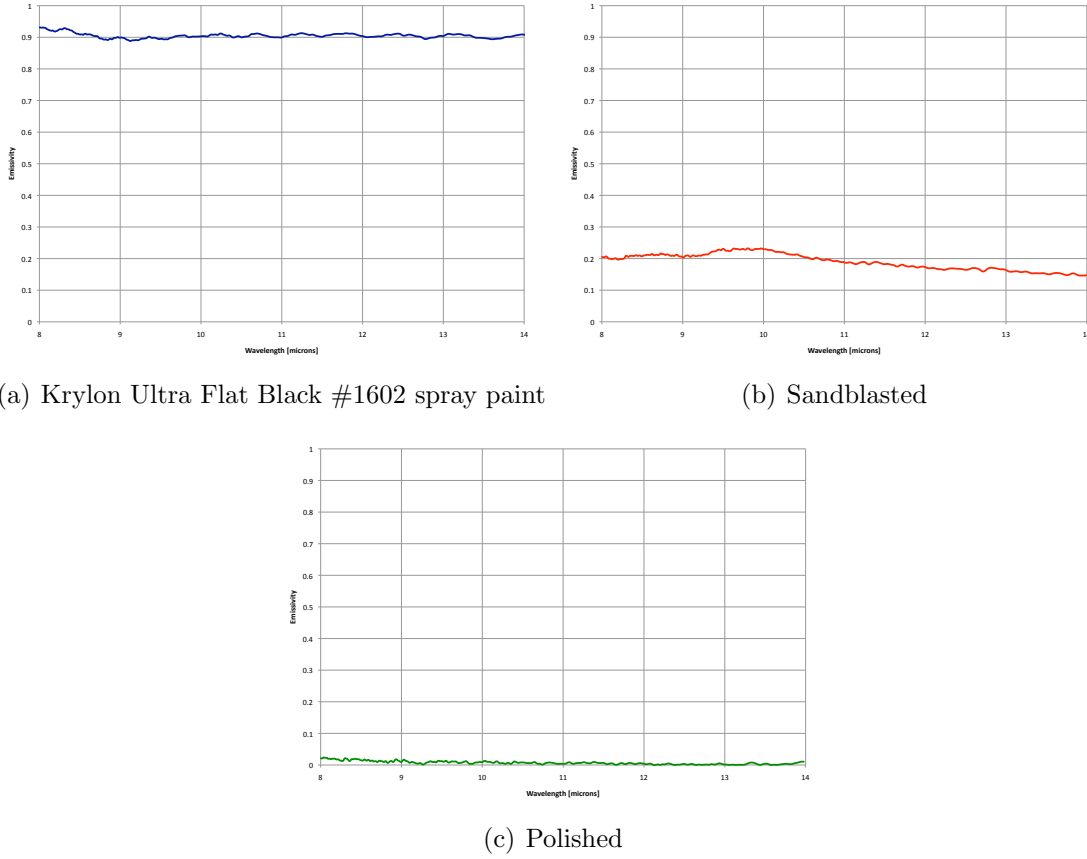 1
0.9
0.8
0.7
0.6
0.5
0.4
0.3
0.2
0.1
0
Emissivity
8 9 10 11 12 13 14
Wavelength [microns]
1
0.9
0.8
0.7
0.6
0.5
0.4
0.3
0.2
0.1
0
Emissivity
8 9 10 11 12 13
Wavelength [microns]
a) Krylon Ultra Flat Black #1602 spray paint
(b) Sandblasted
1
0.9
0.8
0.7
0.6
0.5
0.4
0.3
0.2
0.1
0
Emissivity
8 9 10 11 12 13 14
Wavelength [microns]
(c) Polished